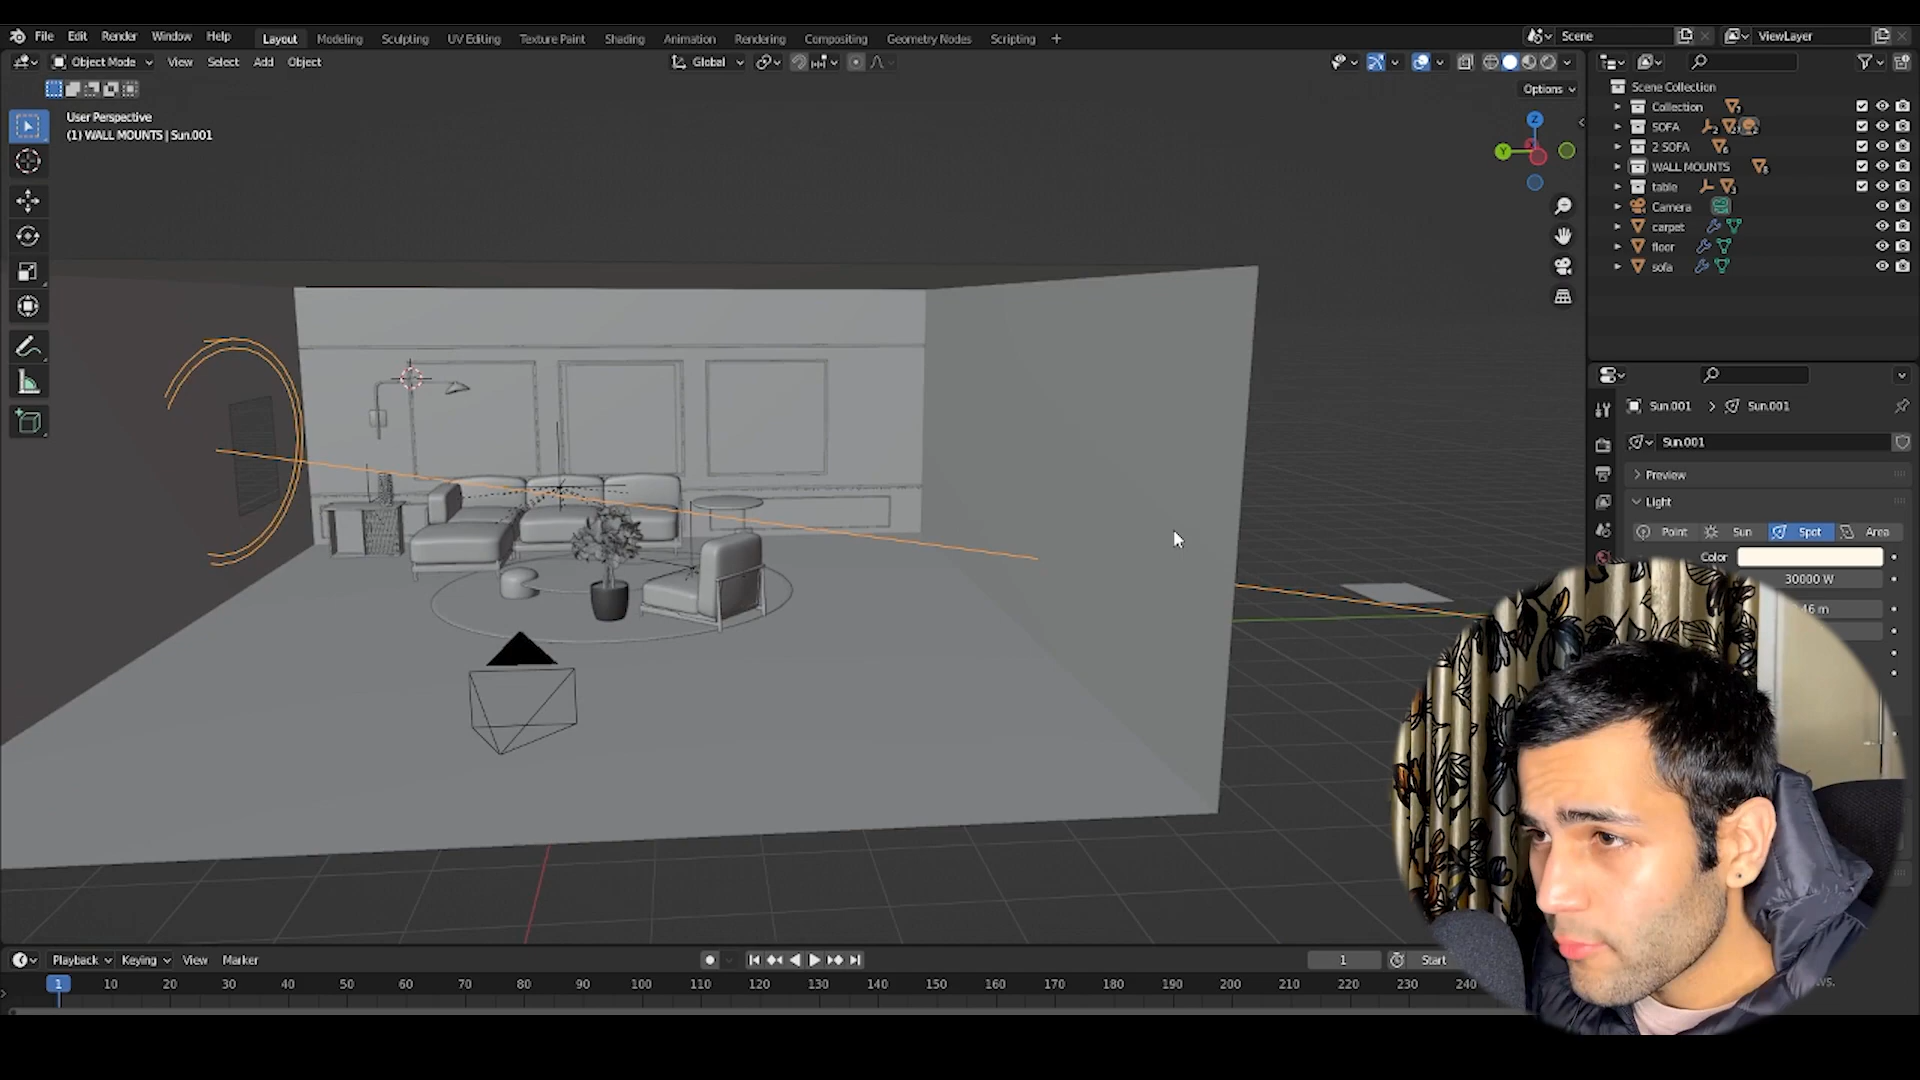 File Edit Render Window Help Layout Modeling Sculpting UV Editing Texture Paint Shading Animation Rendering Compositing Geometry Nodes Scripting + Scene ViewLayer
Object Mode View Select Add Object Global
Options
User Perspective
(1) WALL MOUNTS | Sun.001
Z
Y
Scene Collection
Collection
SOFA
2 SOFA
WALL MOUNTS
table
Camera
carpet
floor
sofa
Sun.001 > Sun.001
Sun.001
Preview
Light
Point Sun Spot Area
Color
30000 W
Playback Keying View Marker 1 Start
1 10 20 30 40 50 60 70 80 90 100 110 120 130 140 150 160 170 180 190 200 210 220 230 240